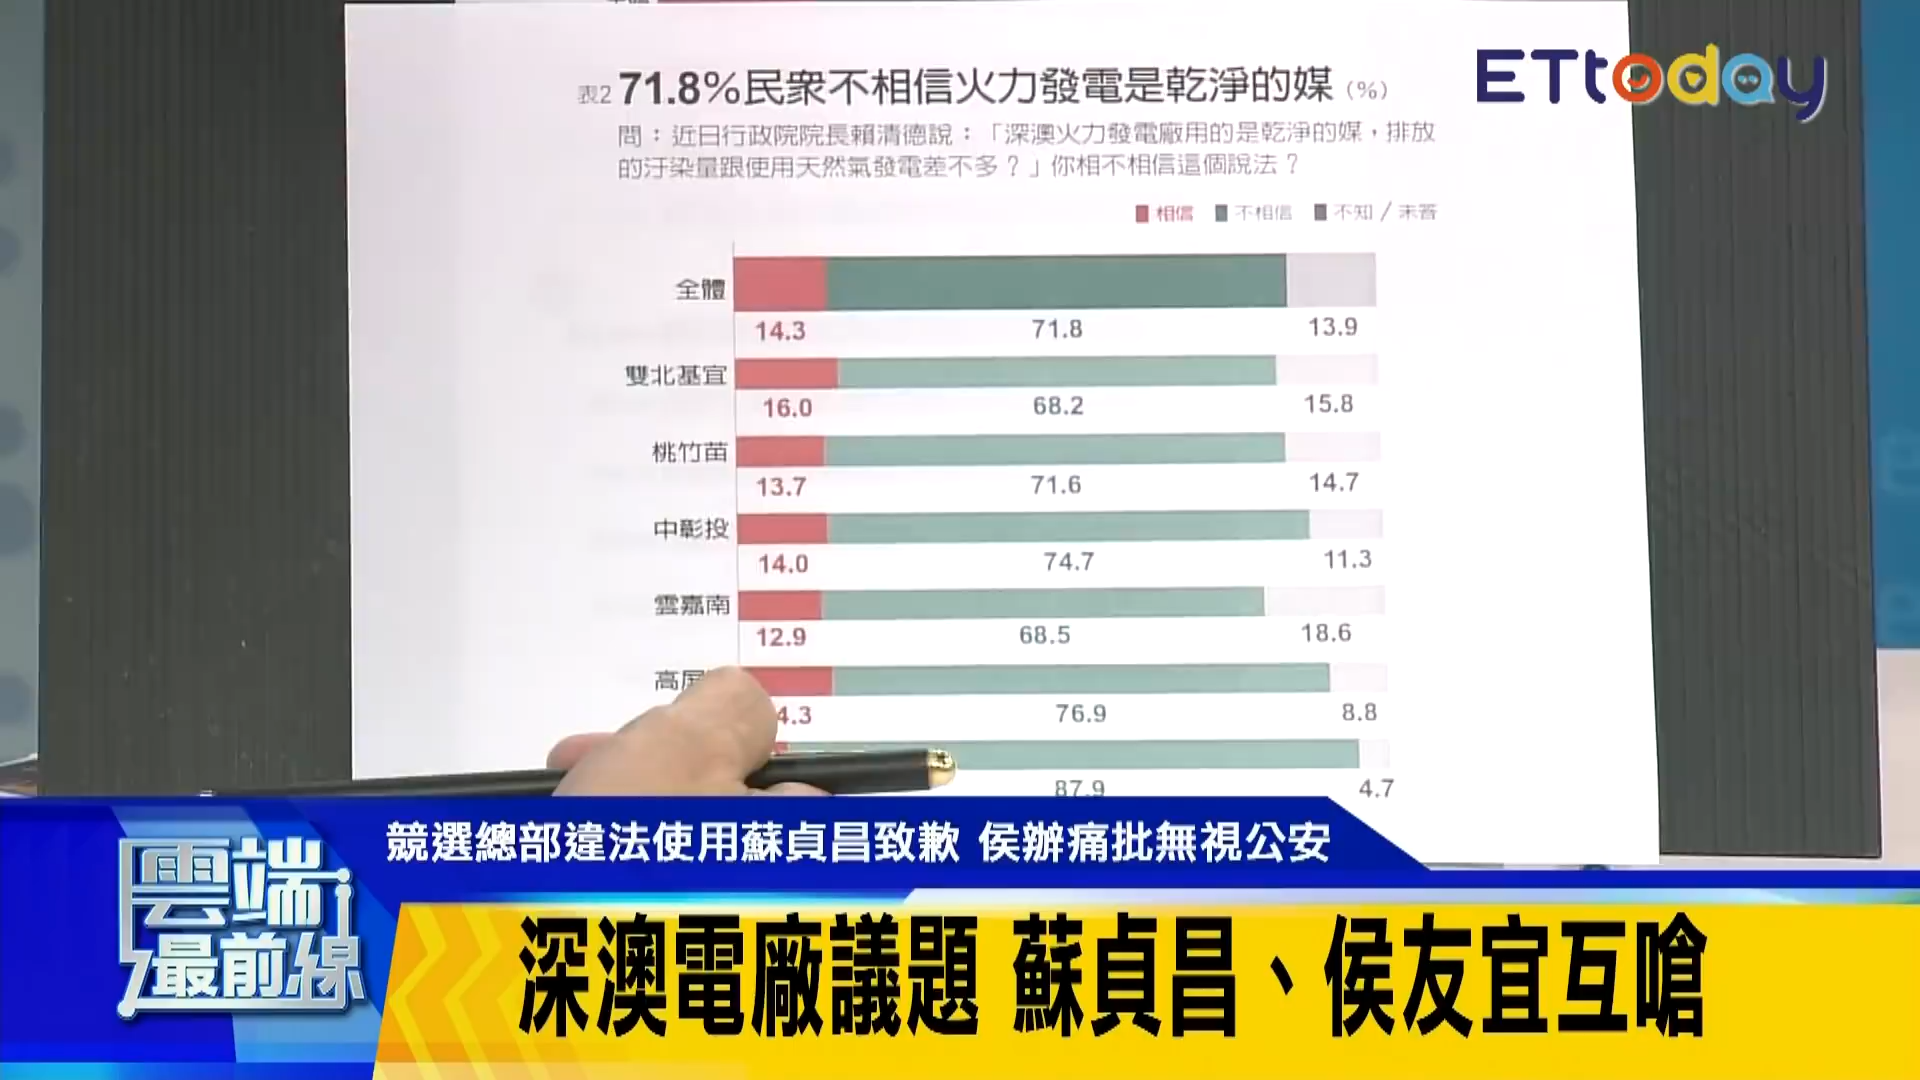 ETtoday
表2 71.8%民眾不相信火力發電是乾淨的媒（%）
問：近日行政院院長賴清德說：「深澳火力發電廠用的是乾淨的媒，排放
的汙染量跟使用天然氣發電差不多？」你相不相信這個說法？
相信 不相信 不知／未答
全體
14.3 71.8 13.9
雙北基宜
16.0 68.2 15.8
桃竹苗
13.7 71.6 14.7
中彰投
14.0 74.7 11.3
雲嘉南
12.9 68.5 18.6
高屏
4.3 76.9 8.8
87.9 4.7
競選總部違法使用蘇貞昌致歉 侯辦痛批無視公安
雲端最前線
深澳電廠議題 蘇貞昌、侯友宜互嗆